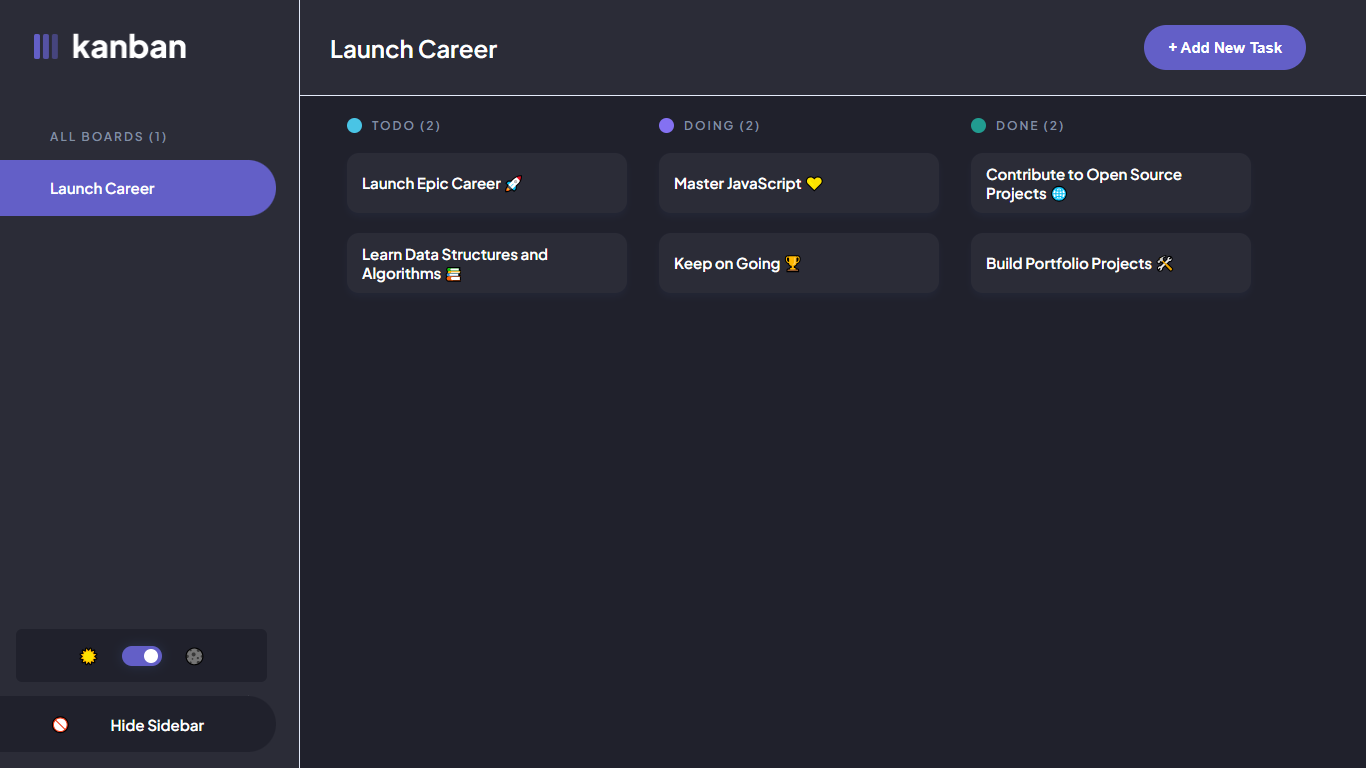 kanban
Launch Career
+ Add New Task
ALL BOARDS (1)
Launch Career
TODO (2)
Launch Epic Career 🚀
Learn Data Structures and
Algorithms 📚
DOING (2)
Master JavaScript 💛
Keep on Going 🏆
DONE (2)
Contribute to Open Source
Projects 🌐
Build Portfolio Projects 🛠️
Hide Sidebar